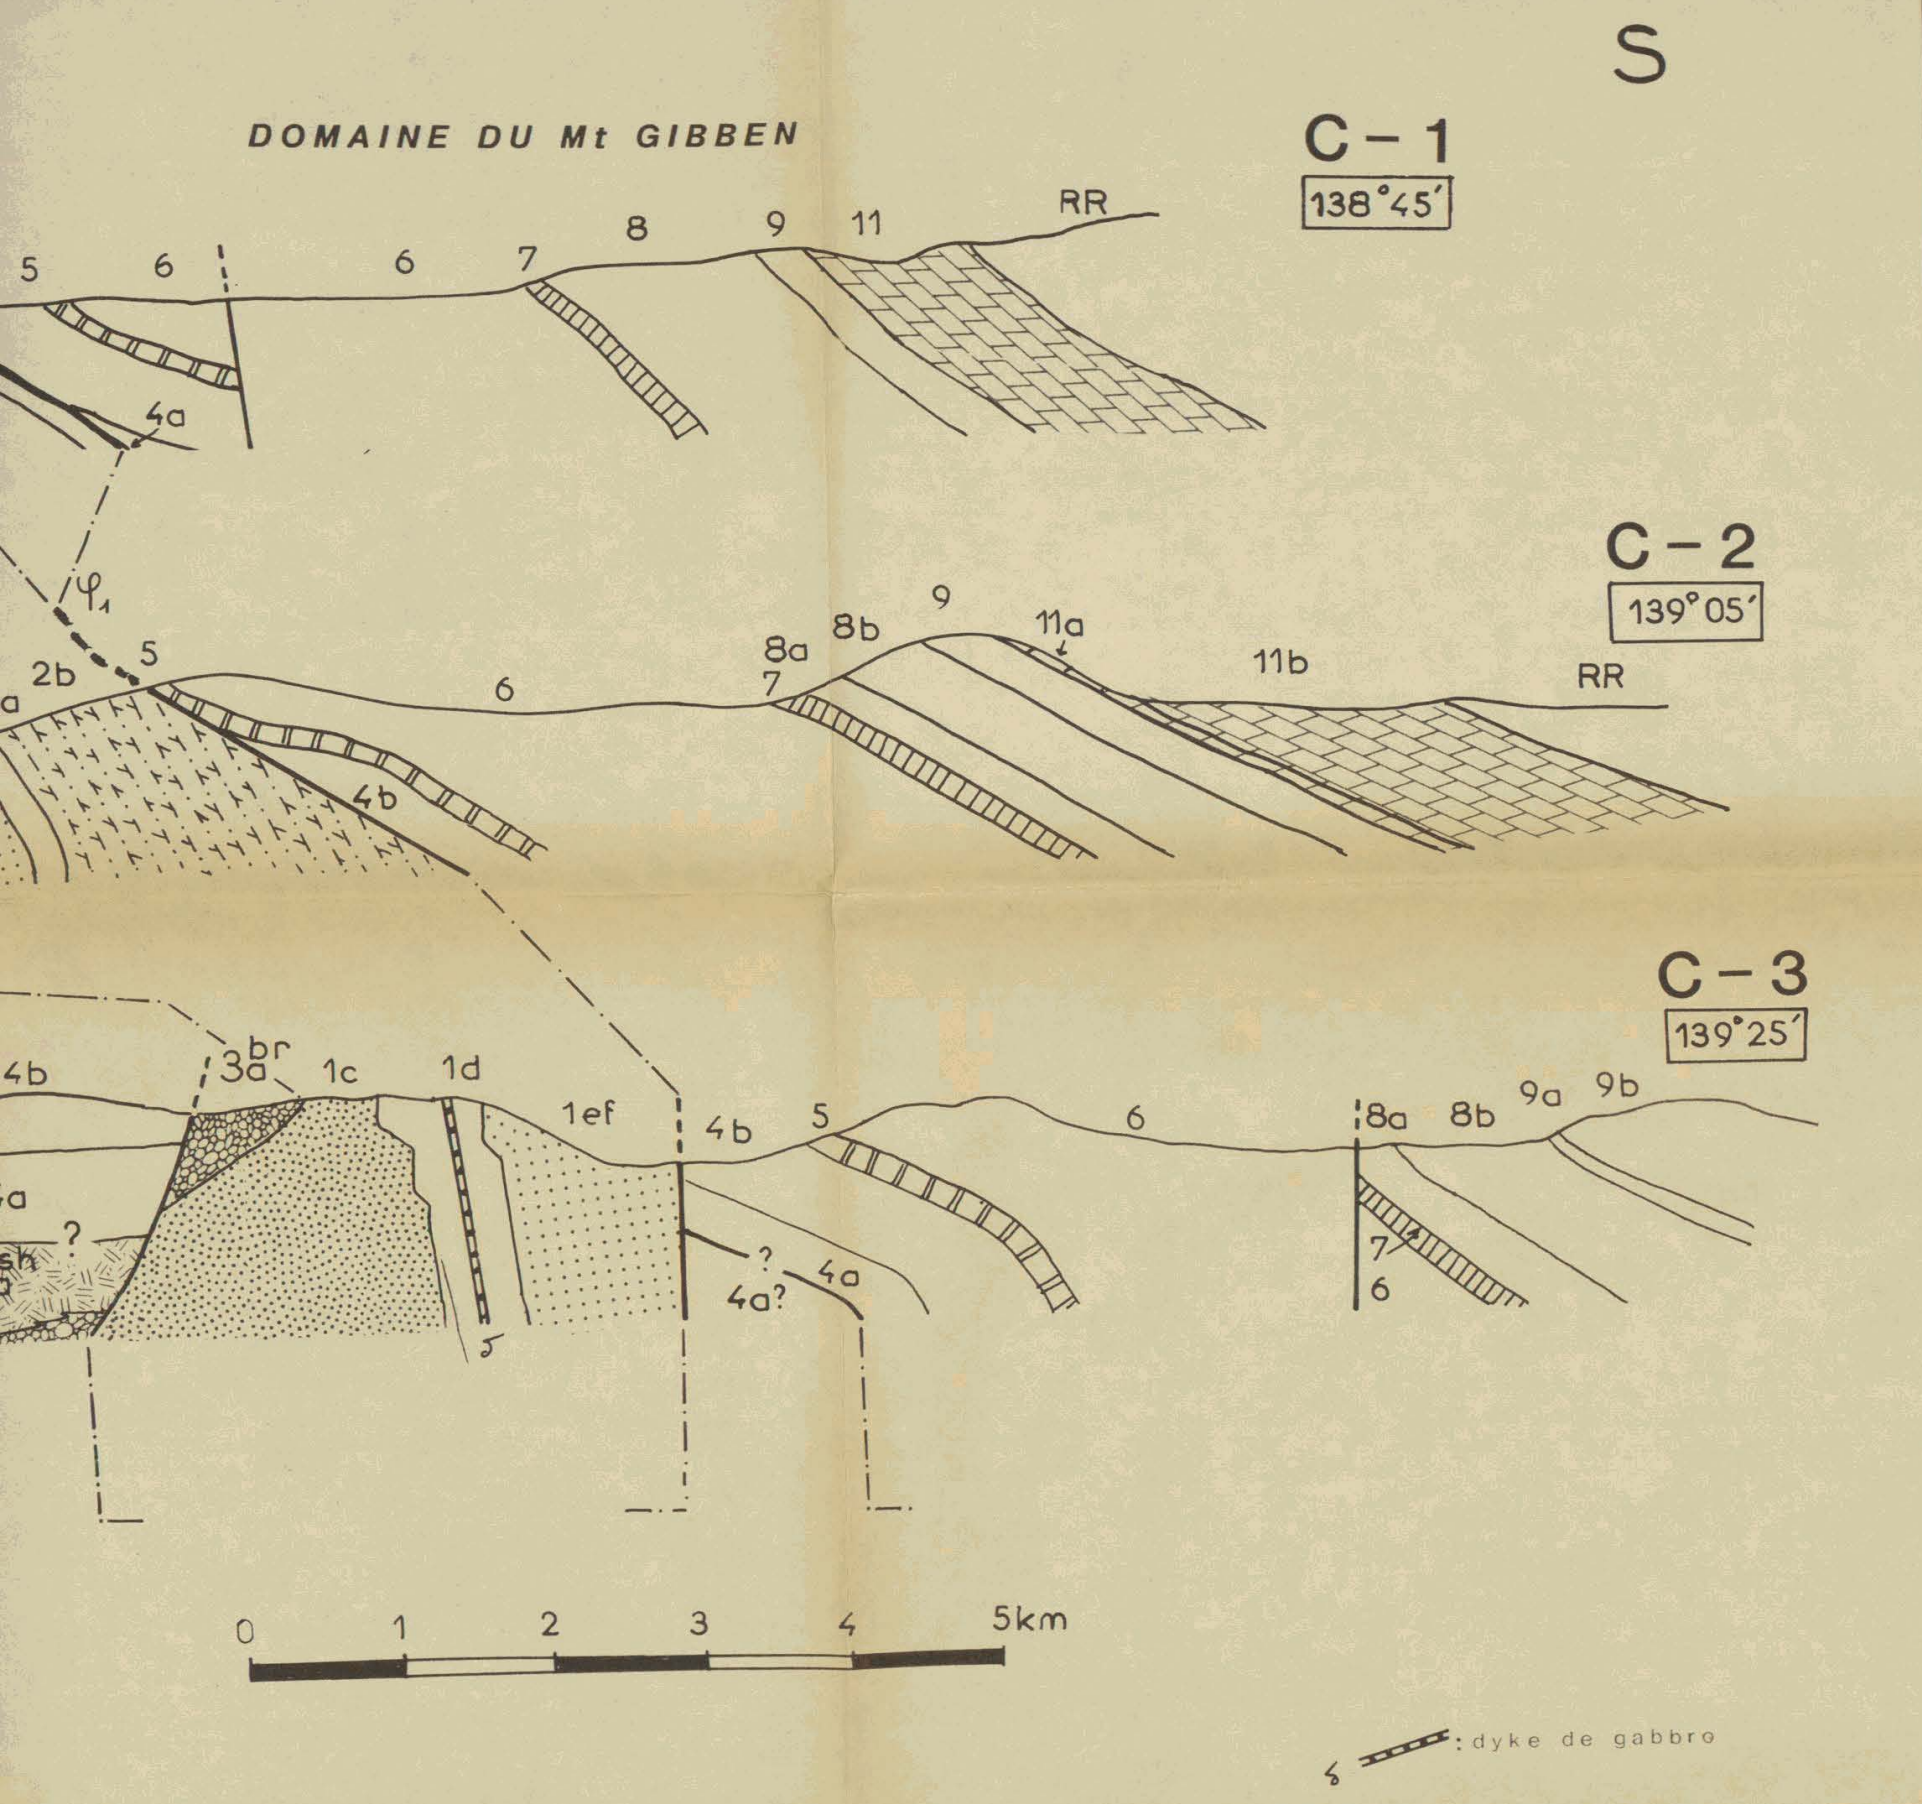 S
DOMAINE DU Mt GIBBEN
C-1
138°45′
5 6 6 7 8 9 11 RR
4a
φ1
C-2
139°05′
a 2b 5 6 7 8a 8b 9 11a 11b RR
4b
C-3
139°25′
4b 3a br 1c 1d 1ef 4b 5 6 8a 8b 9a 9b
a
?
sh
?
4a
4a?
7
6
δ
0 1 2 3 4 5km
δ : dyke de gabbro